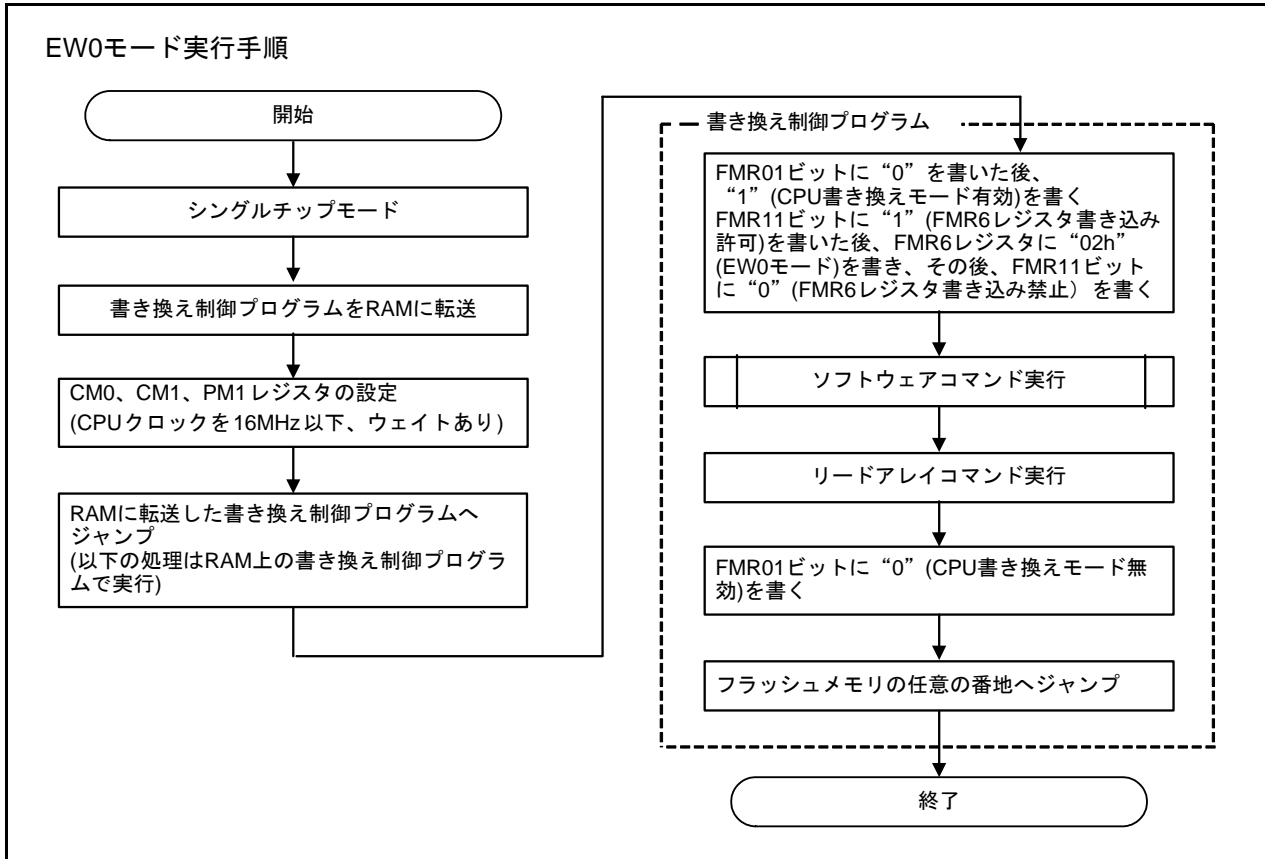 EW0モード実行手順
開始
シングルチップモード
書き換え制御プログラムをRAMに転送
CM0、CM1、PM1レジスタの設定
(CPUクロックを16MHz以下、ウェイトあり)
RAMに転送した書き換え制御プログラムへ
ジャンプ
(以下の処理はRAM上の書き換え制御プログラ
ムで実行)
書き換え制御プログラム
FMR01ビットに“0”を書いた後、
“1”(CPU書き換えモード有効)を書く
FMR11ビットに“1”(FMR6レジスタ書き込み
許可)を書いた後、FMR6レジスタに“02h”
(EW0モード)を書き、その後、FMR11ビット
に“0”(FMR6レジスタ書き込み禁止）を書く
ソフトウェアコマンド実行
リードアレイコマンド実行
FMR01ビットに“0”(CPU書き換えモード無
効)を書く
フラッシュメモリの任意の番地へジャンプ
終了